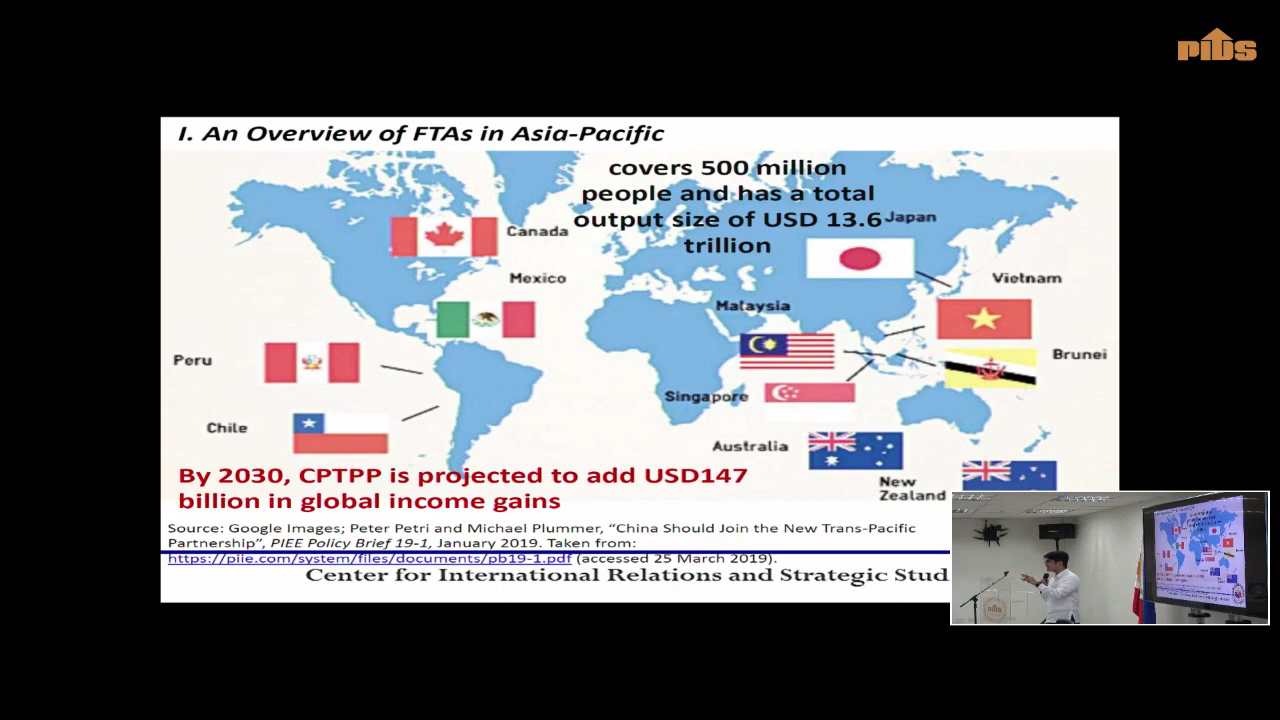 PIDS
I. An Overview of FTAs in Asia-Pacific
covers 500 million
people and has a total
output size of USD 13.6
trillion
Canada
Japan
Mexico
Vietnam
Malaysia
Peru
Brunei
Singapore
Chile
Australia
New
Zealand
By 2030, CPTPP is projected to add USD147
billion in global income gains
Source: Google Images; Peter Petri and Michael Plummer, “China Should Join the New Trans-Pacific
Partnership”, PIEE Policy Brief 19-1, January 2019. Taken from:
https://piie.com/system/files/documents/pb19-1.pdf (accessed 25 March 2019).
Center for International Relations and Strategic Stud